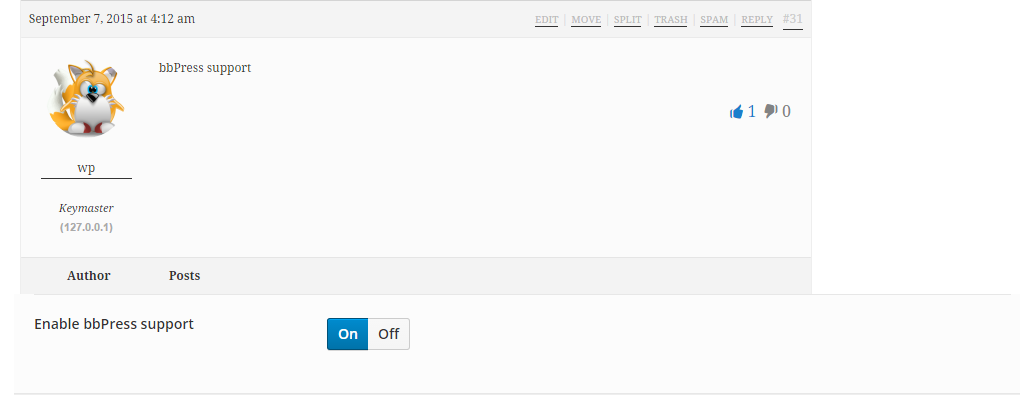 September 7, 2015 at 4:12 am EDIT | MOVE | SPLIT | TRASH | SPAM | REPLY #31
bbPress support
1 0
wp
Keymaster
(127.0.0.1)
Author Posts
Enable bbPress support On Off